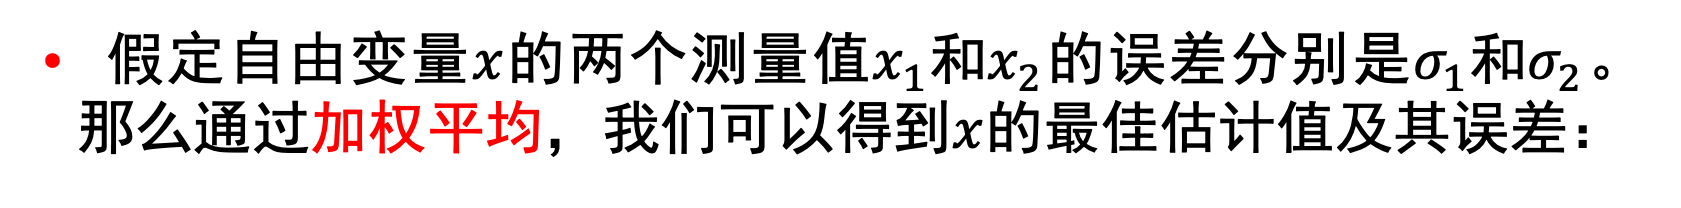 • 假定自由变量x的两个测量值x₁和x₂的误差分别是σ₁和σ₂。
那么通过加权平均，我们可以得到x的最佳估计值及其误差：